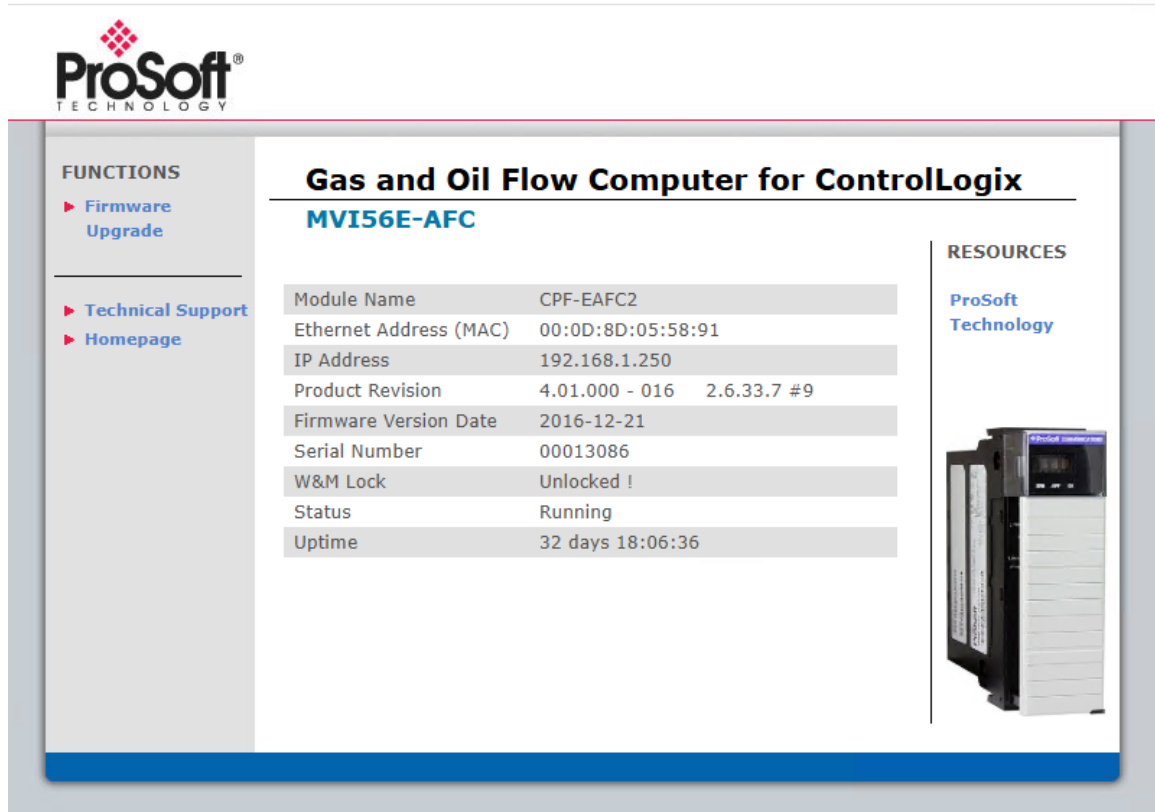 ProSoft®
TECHNOLOGY
FUNCTIONS
Firmware
Upgrade
Technical Support
Homepage
Gas and Oil Flow Computer for ControlLogix
MVI56E-AFC
Module Name CPF-EAFC2
Ethernet Address (MAC) 00:0D:8D:05:58:91
IP Address 192.168.1.250
Product Revision 4.01.000 - 016 2.6.33.7 #9
Firmware Version Date 2016-12-21
Serial Number 00013086
W&M Lock Unlocked !
Status Running
Uptime 32 days 18:06:36
RESOURCES
ProSoft
Technology
ProSoft